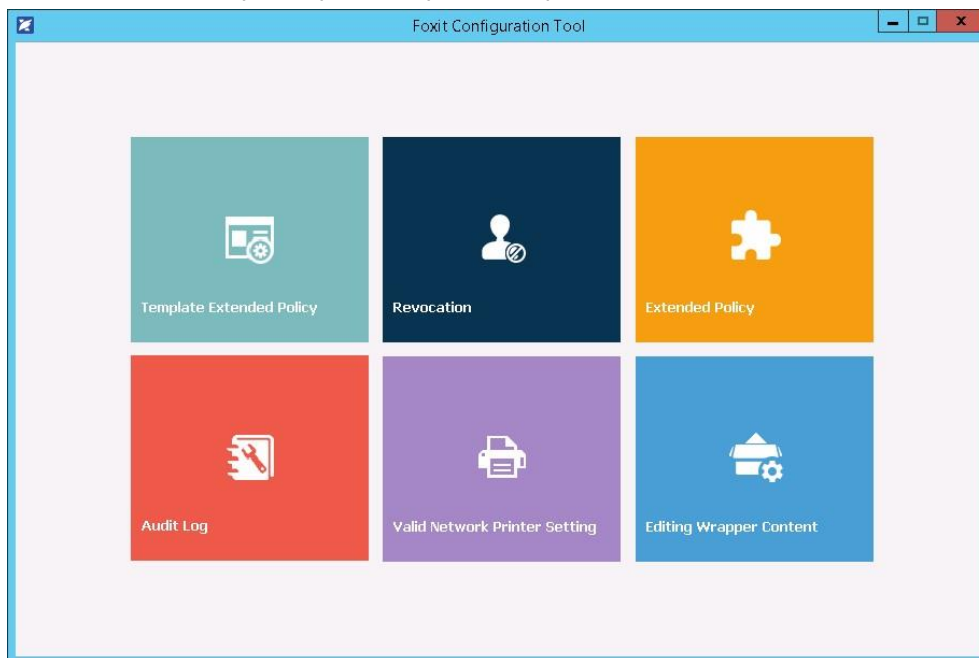 Foxit Configuration Tool
Template Extended Policy
Revocation
Extended Policy
Audit Log
Valid Network Printer Setting
Editing Wrapper Content